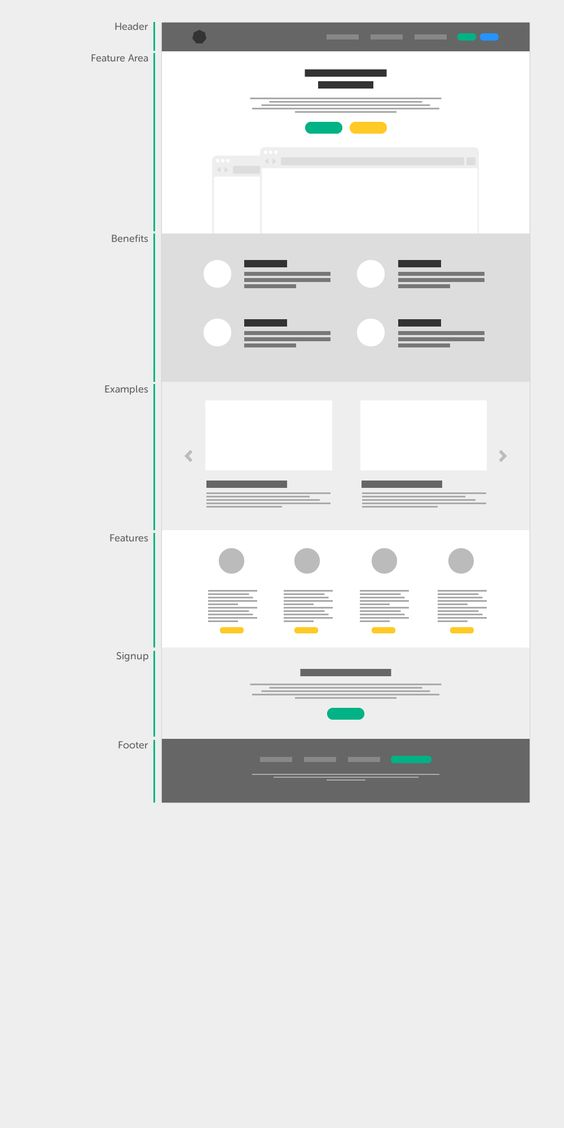 Header
Feature Area
Benefits
Examples
Features
Signup
Footer